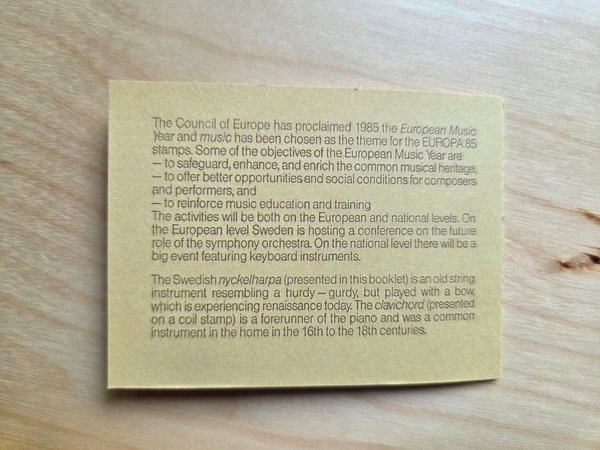 The Council of Europe has proclaimed 1985 the European Music
Year and music has been chosen as the theme for the EUROPA 85
stamps. Some of the objectives of the European Music Year are
— to safeguard, enhance, and enrich the common musical heritage,
— to offer better opportunities and social conditions for composers
and performers, and
— to reinforce music education and training
The activities will be both on the European and national levels. On
the European level Sweden is hosting a conference on the future
role of the symphony orchestra. On the national level there will be a
big event featuring keyboard instruments.
The Swedish nyckelharpa (presented in this booklet) is an old string
instrument resembling a hurdy – gurdy, but played with a bow,
which is experiencing renaissance today. The clavichord (presented
on a coil stamp) is a forerunner of the piano and was a common
instrument in the home in the 16th to the 18th centuries.